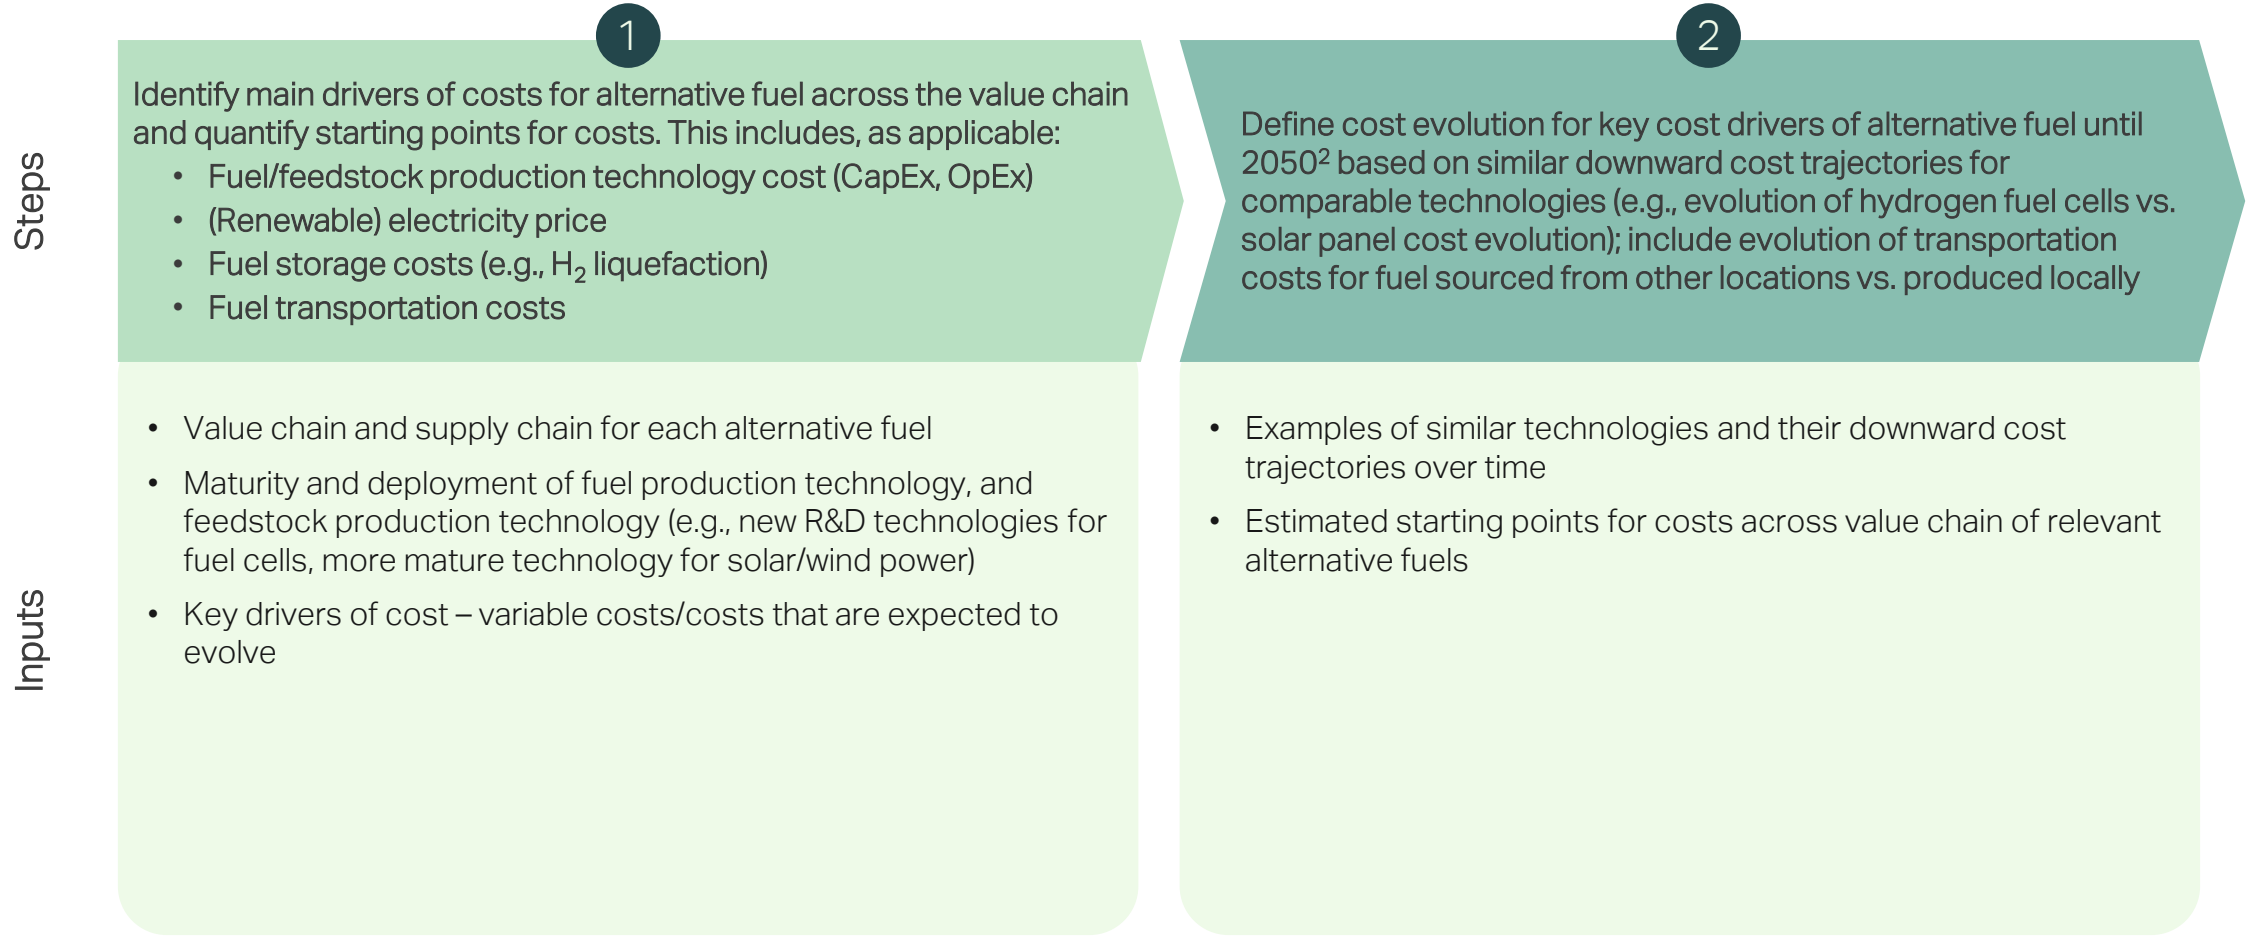 1
2
Steps
Identify main drivers of costs for alternative fuel across the value chain
and quantify starting points for costs. This includes, as applicable:
• Fuel/feedstock production technology cost (CapEx, OpEx)
• (Renewable) electricity price
• Fuel storage costs (e.g., H₂ liquefaction)
• Fuel transportation costs
Define cost evolution for key cost drivers of alternative fuel until
2050² based on similar downward cost trajectories for
comparable technologies (e.g., evolution of hydrogen fuel cells vs.
solar panel cost evolution); include evolution of transportation
costs for fuel sourced from other locations vs. produced locally
Inputs
• Value chain and supply chain for each alternative fuel
• Maturity and deployment of fuel production technology, and
feedstock production technology (e.g., new R&D technologies for
fuel cells, more mature technology for solar/wind power)
• Key drivers of cost – variable costs/costs that are expected to
evolve
• Examples of similar technologies and their downward cost
trajectories over time
• Estimated starting points for costs across value chain of relevant
alternative fuels